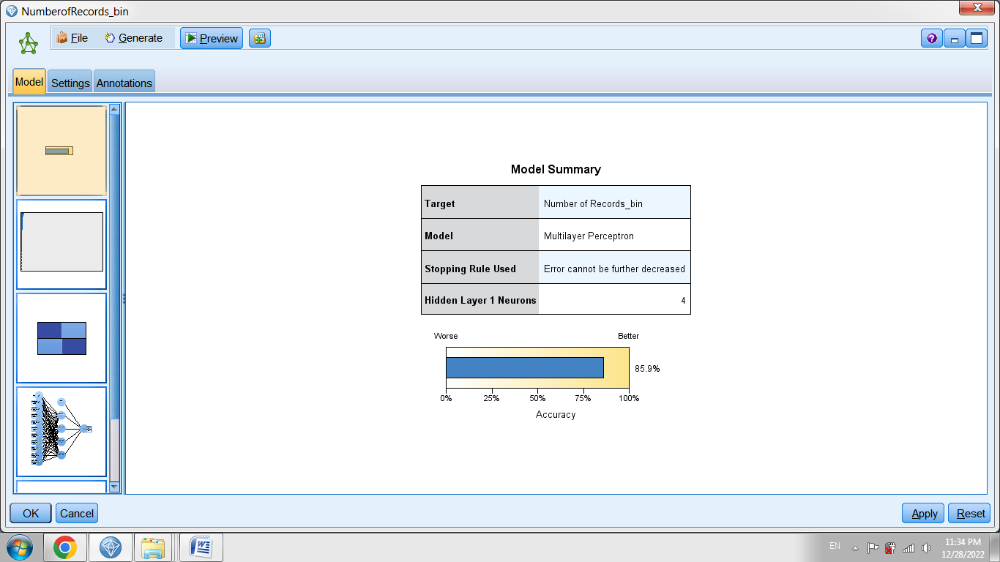 NumberofRecords_bin
File Generate Preview
Model Settings Annotations
Model Summary
Target Number of Records_bin
Model Multilayer Perceptron
Stopping Rule Used Error cannot be further decreased
Hidden Layer 1 Neurons 4
Worse Better
85.9%
0% 25% 50% 75% 100%
Accuracy
OK Cancel Apply Reset
EN 11:34 PM
12/28/2022